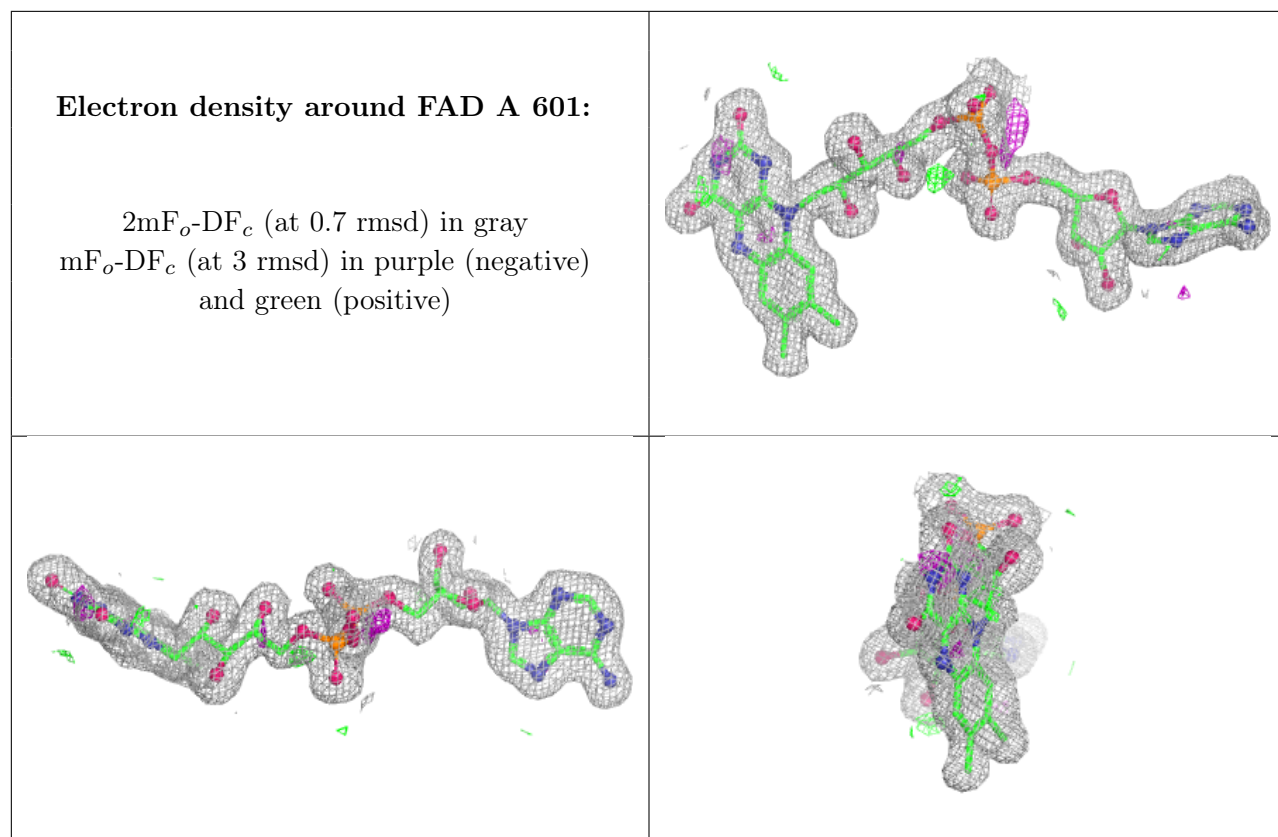 Electron density around FAD A 601:
2mFo-DFc (at 0.7 rmsd) in gray
mFo-DFc (at 3 rmsd) in purple (negative)
and green (positive)